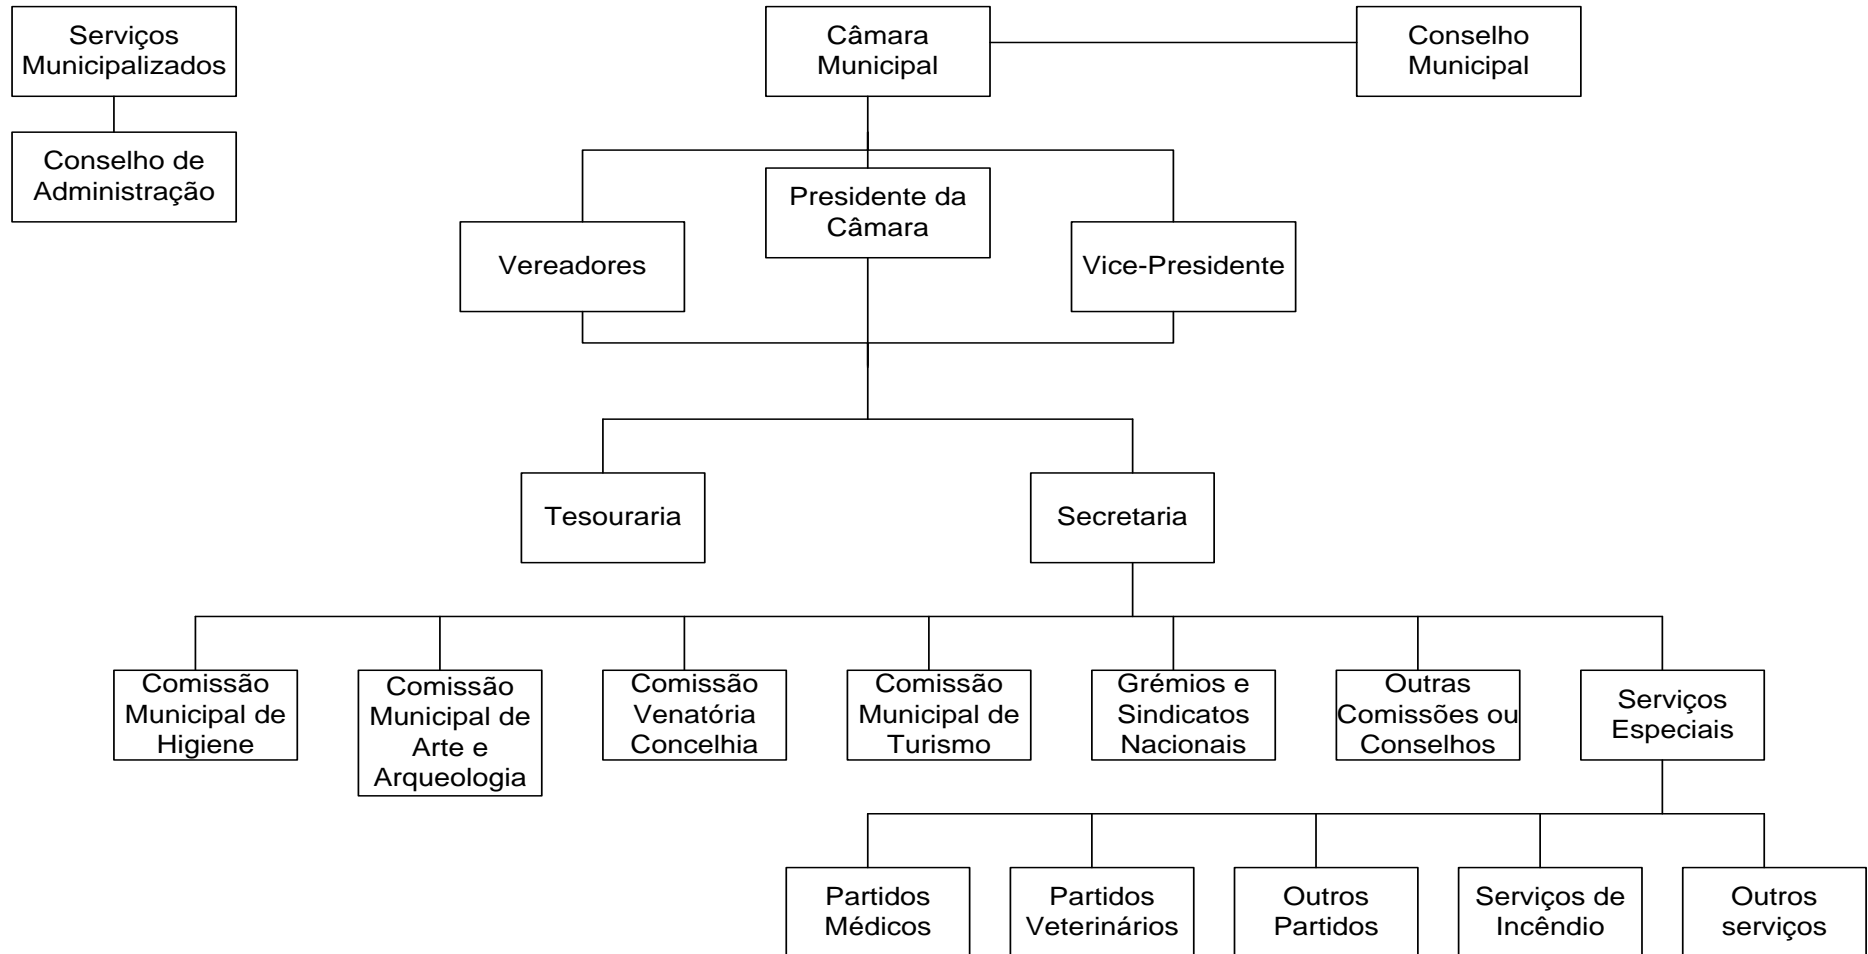 Serviços
Municipalizados
Câmara
Municipal
Conselho
Municipal
Conselho de
Administração
Presidente da
Câmara
Vereadores
Vice-Presidente
Tesouraria
Secretaria
Comissão
Municipal de
Higiene
Comissão
Municipal de
Arte e
Arqueologia
Comissão
Venatória
Concelhia
Comissão
Municipal de
Turismo
Grémios e
Sindicatos
Nacionais
Outras
Comissões ou
Conselhos
Serviços
Especiais
Partidos
Médicos
Partidos
Veterinários
Outros
Partidos
Serviços de
Incêndio
Outros
serviços